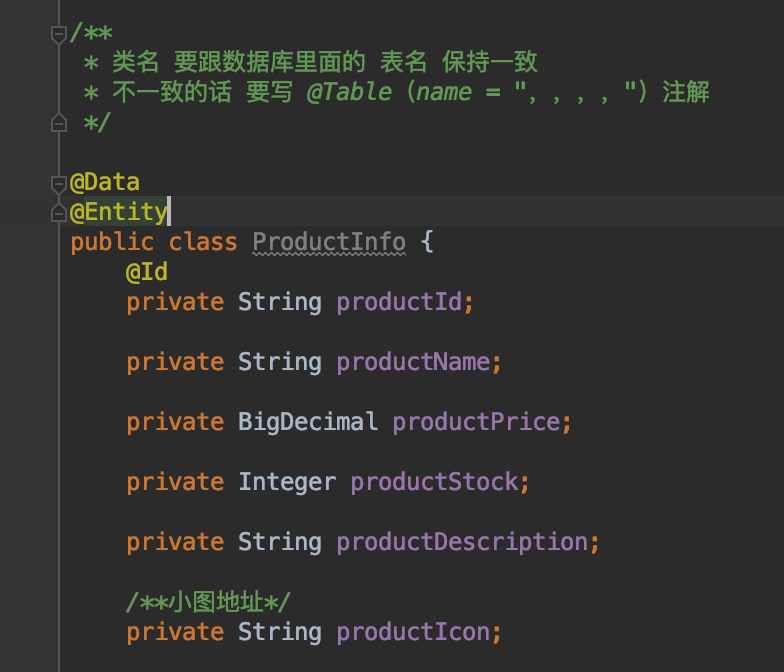 /**
 * 类名 要跟数据库里面的 表名 保持一致
 * 不一致的话 要写 @Table（name = "，，，，"）注解
 */
@Data
@Entity
public class ProductInfo {
@Id
private String productId;
private String productName;
private BigDecimal productPrice;
private Integer productStock;
private String productDescription;
/**小图地址*/
private String productIcon;